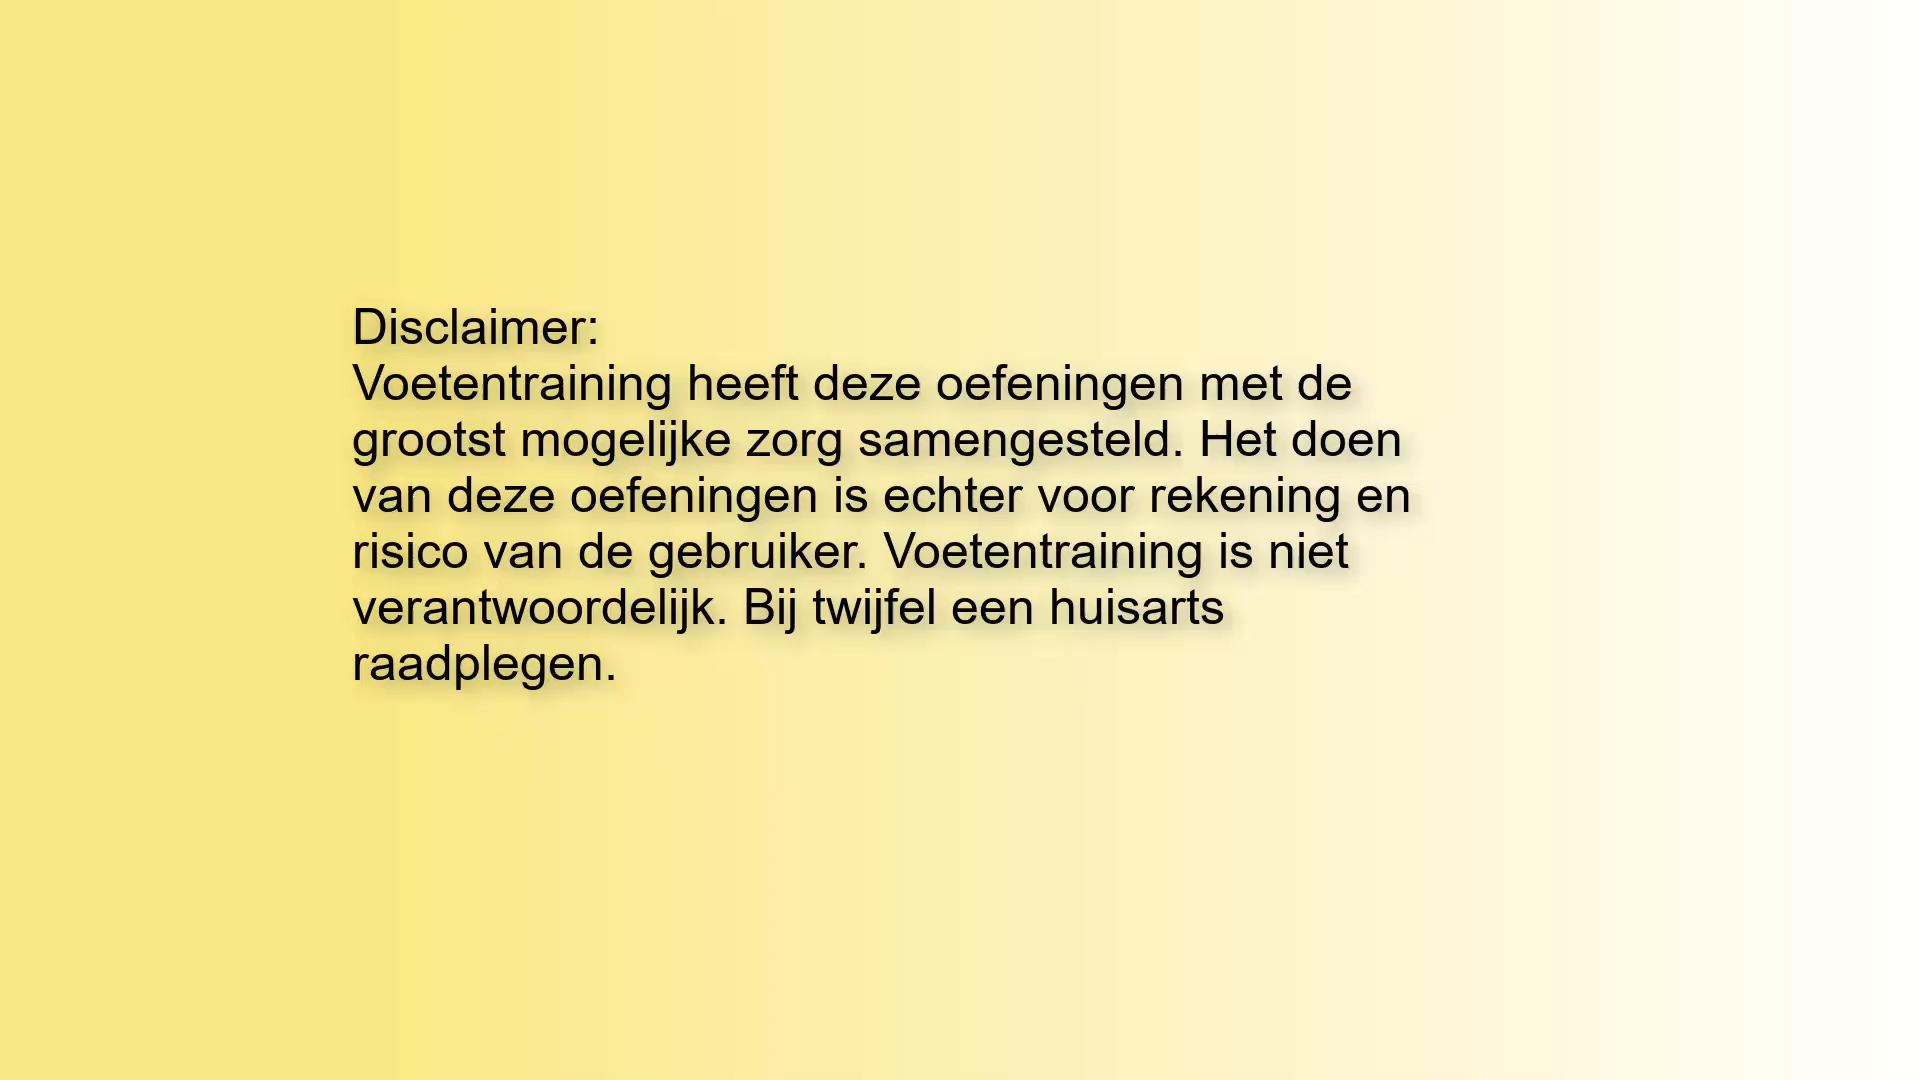 Disclaimer:
Voetentraining heeft deze oefeningen met de
grootst mogelijke zorg samengesteld. Het doen
van deze oefeningen is echter voor rekening en
risico van de gebruiker. Voetentraining is niet
verantwoordelijk. Bij twijfel een huisarts
raadplegen.